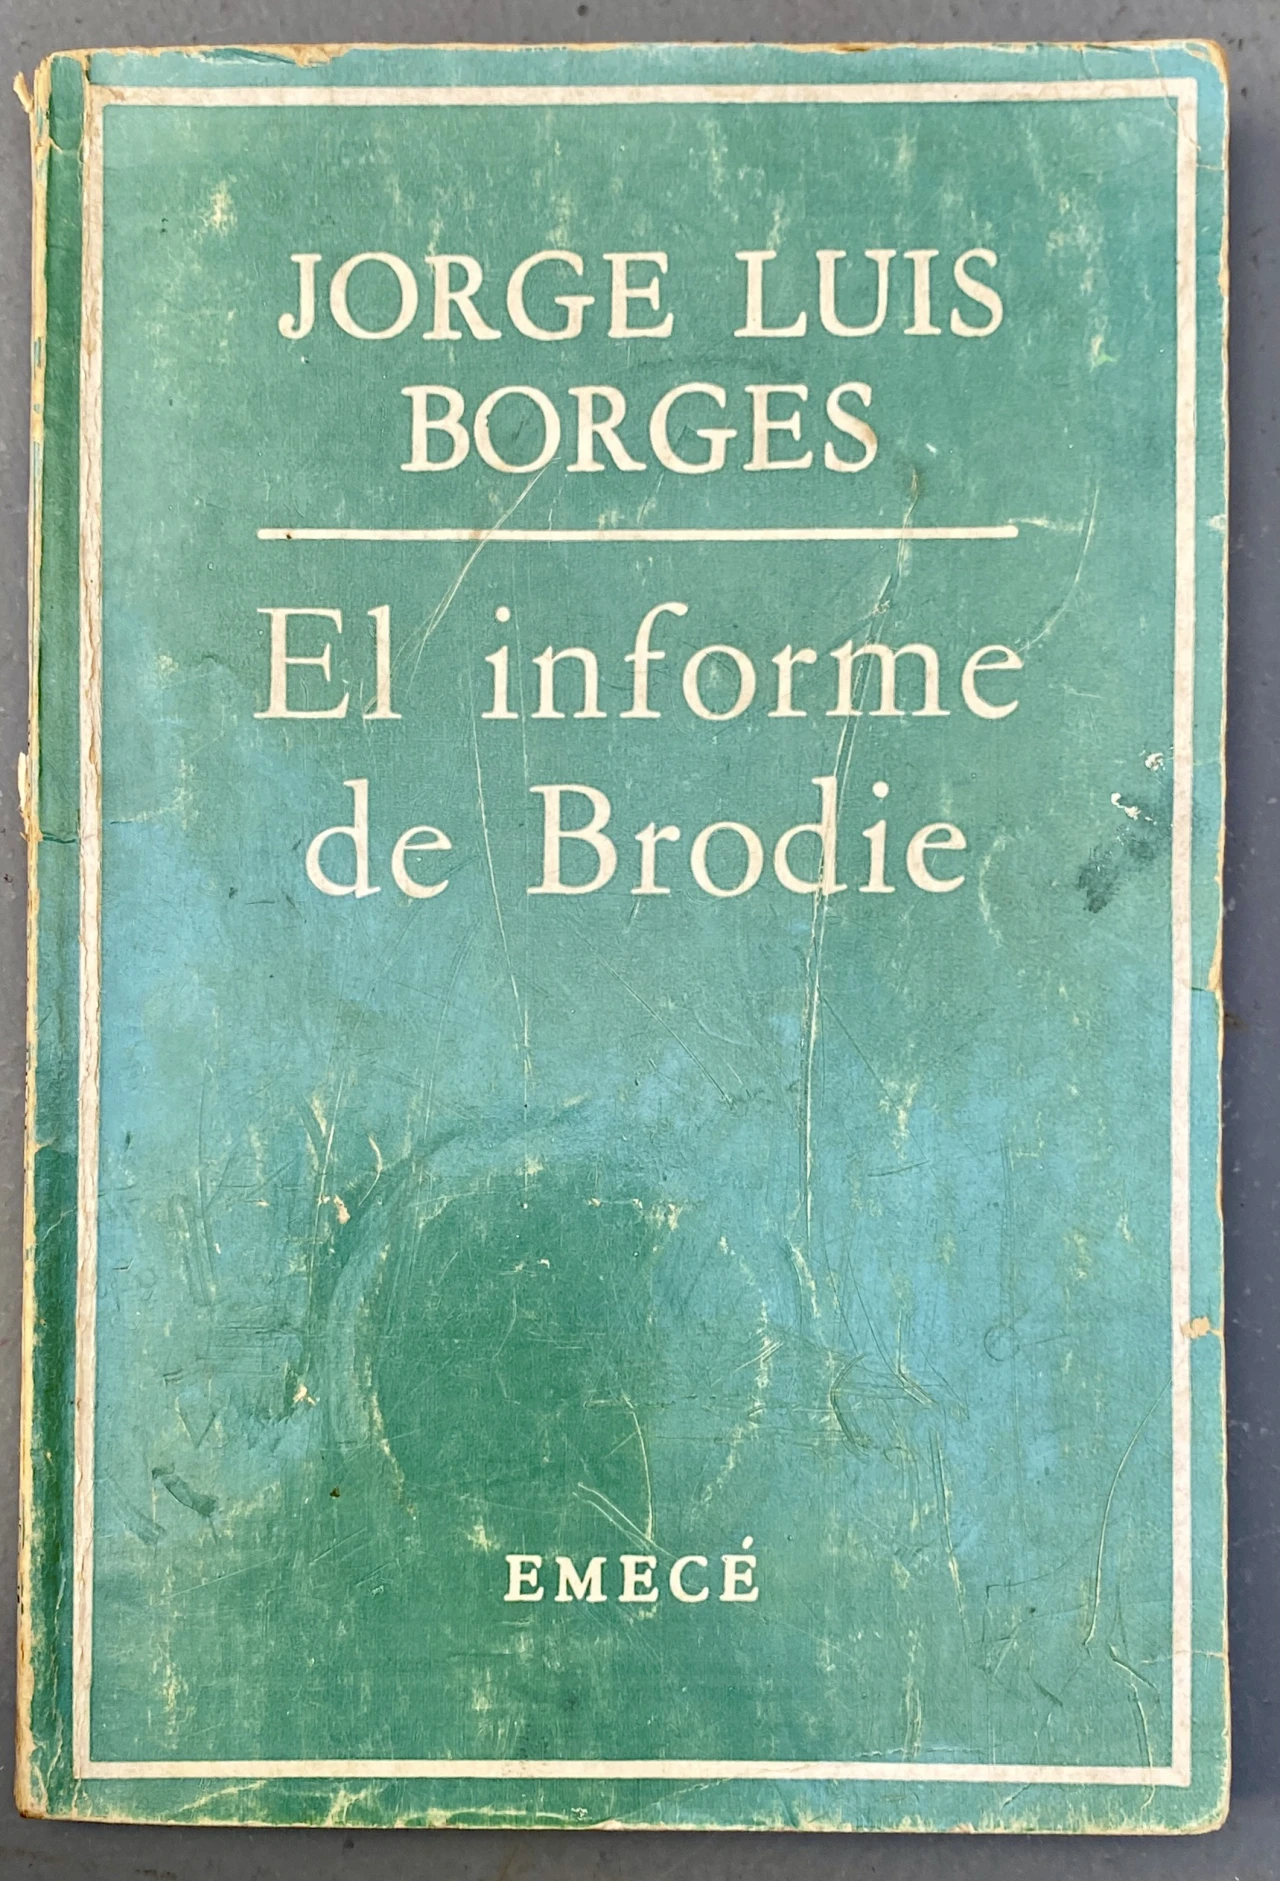 JORGE LUIS
BORGES
El informe
de Brodie
EMECÉ